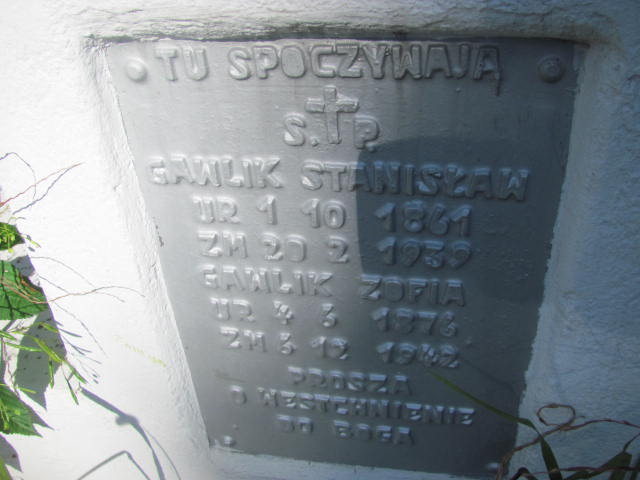 TU SPOCZYWAJĄ
S.†P.
GAWLIK STANISŁAW
UR 1 10 1861
ZM 20 2 1939
GAWLIK ZOFIA
UR 4 3 1876
ZM 3 12 1942
PROSZĄ
O WESTCHNIENIE
DO BOGA